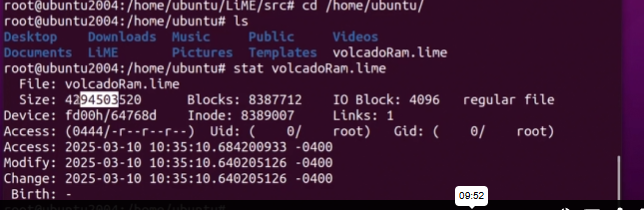 root@ubuntu2004:/home/ubuntu/LiME/src# cd /home/ubuntu/
root@ubuntu2004:/home/ubuntu# ls
Desktop    Downloads  Music     Public     Videos
Documents  LiME       Pictures  Templates  volcadoRam.lime
root@ubuntu2004:/home/ubuntu# stat volcadoRam.lime
  File: volcadoRam.lime
  Size: 4294503520      Blocks: 8387712    IO Block: 4096   regular file
Device: fd00h/64768d    Inode: 8389007     Links: 1
Access: (0444/-r--r--r--)  Uid: (    0/    root)   Gid: (    0/    root)
Access: 2025-03-10 10:35:10.684200933 -0400
Modify: 2025-03-10 10:35:10.640205126 -0400
Change: 2025-03-10 10:35:10.640205126 -0400
 Birth: -
09:52